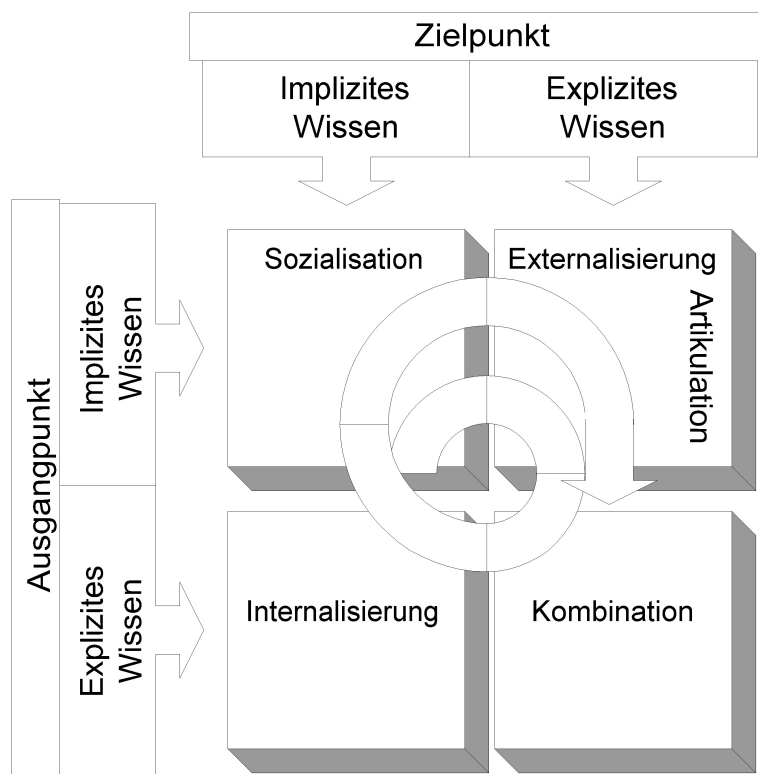 Zielpunkt
Implizites
Wissen
Explizites
Wissen
Ausgangpunkt
Implizites
Wissen
Explizites
Wissen
Sozialisation
Externalisierung
Artikulation
Internalisierung
Kombination